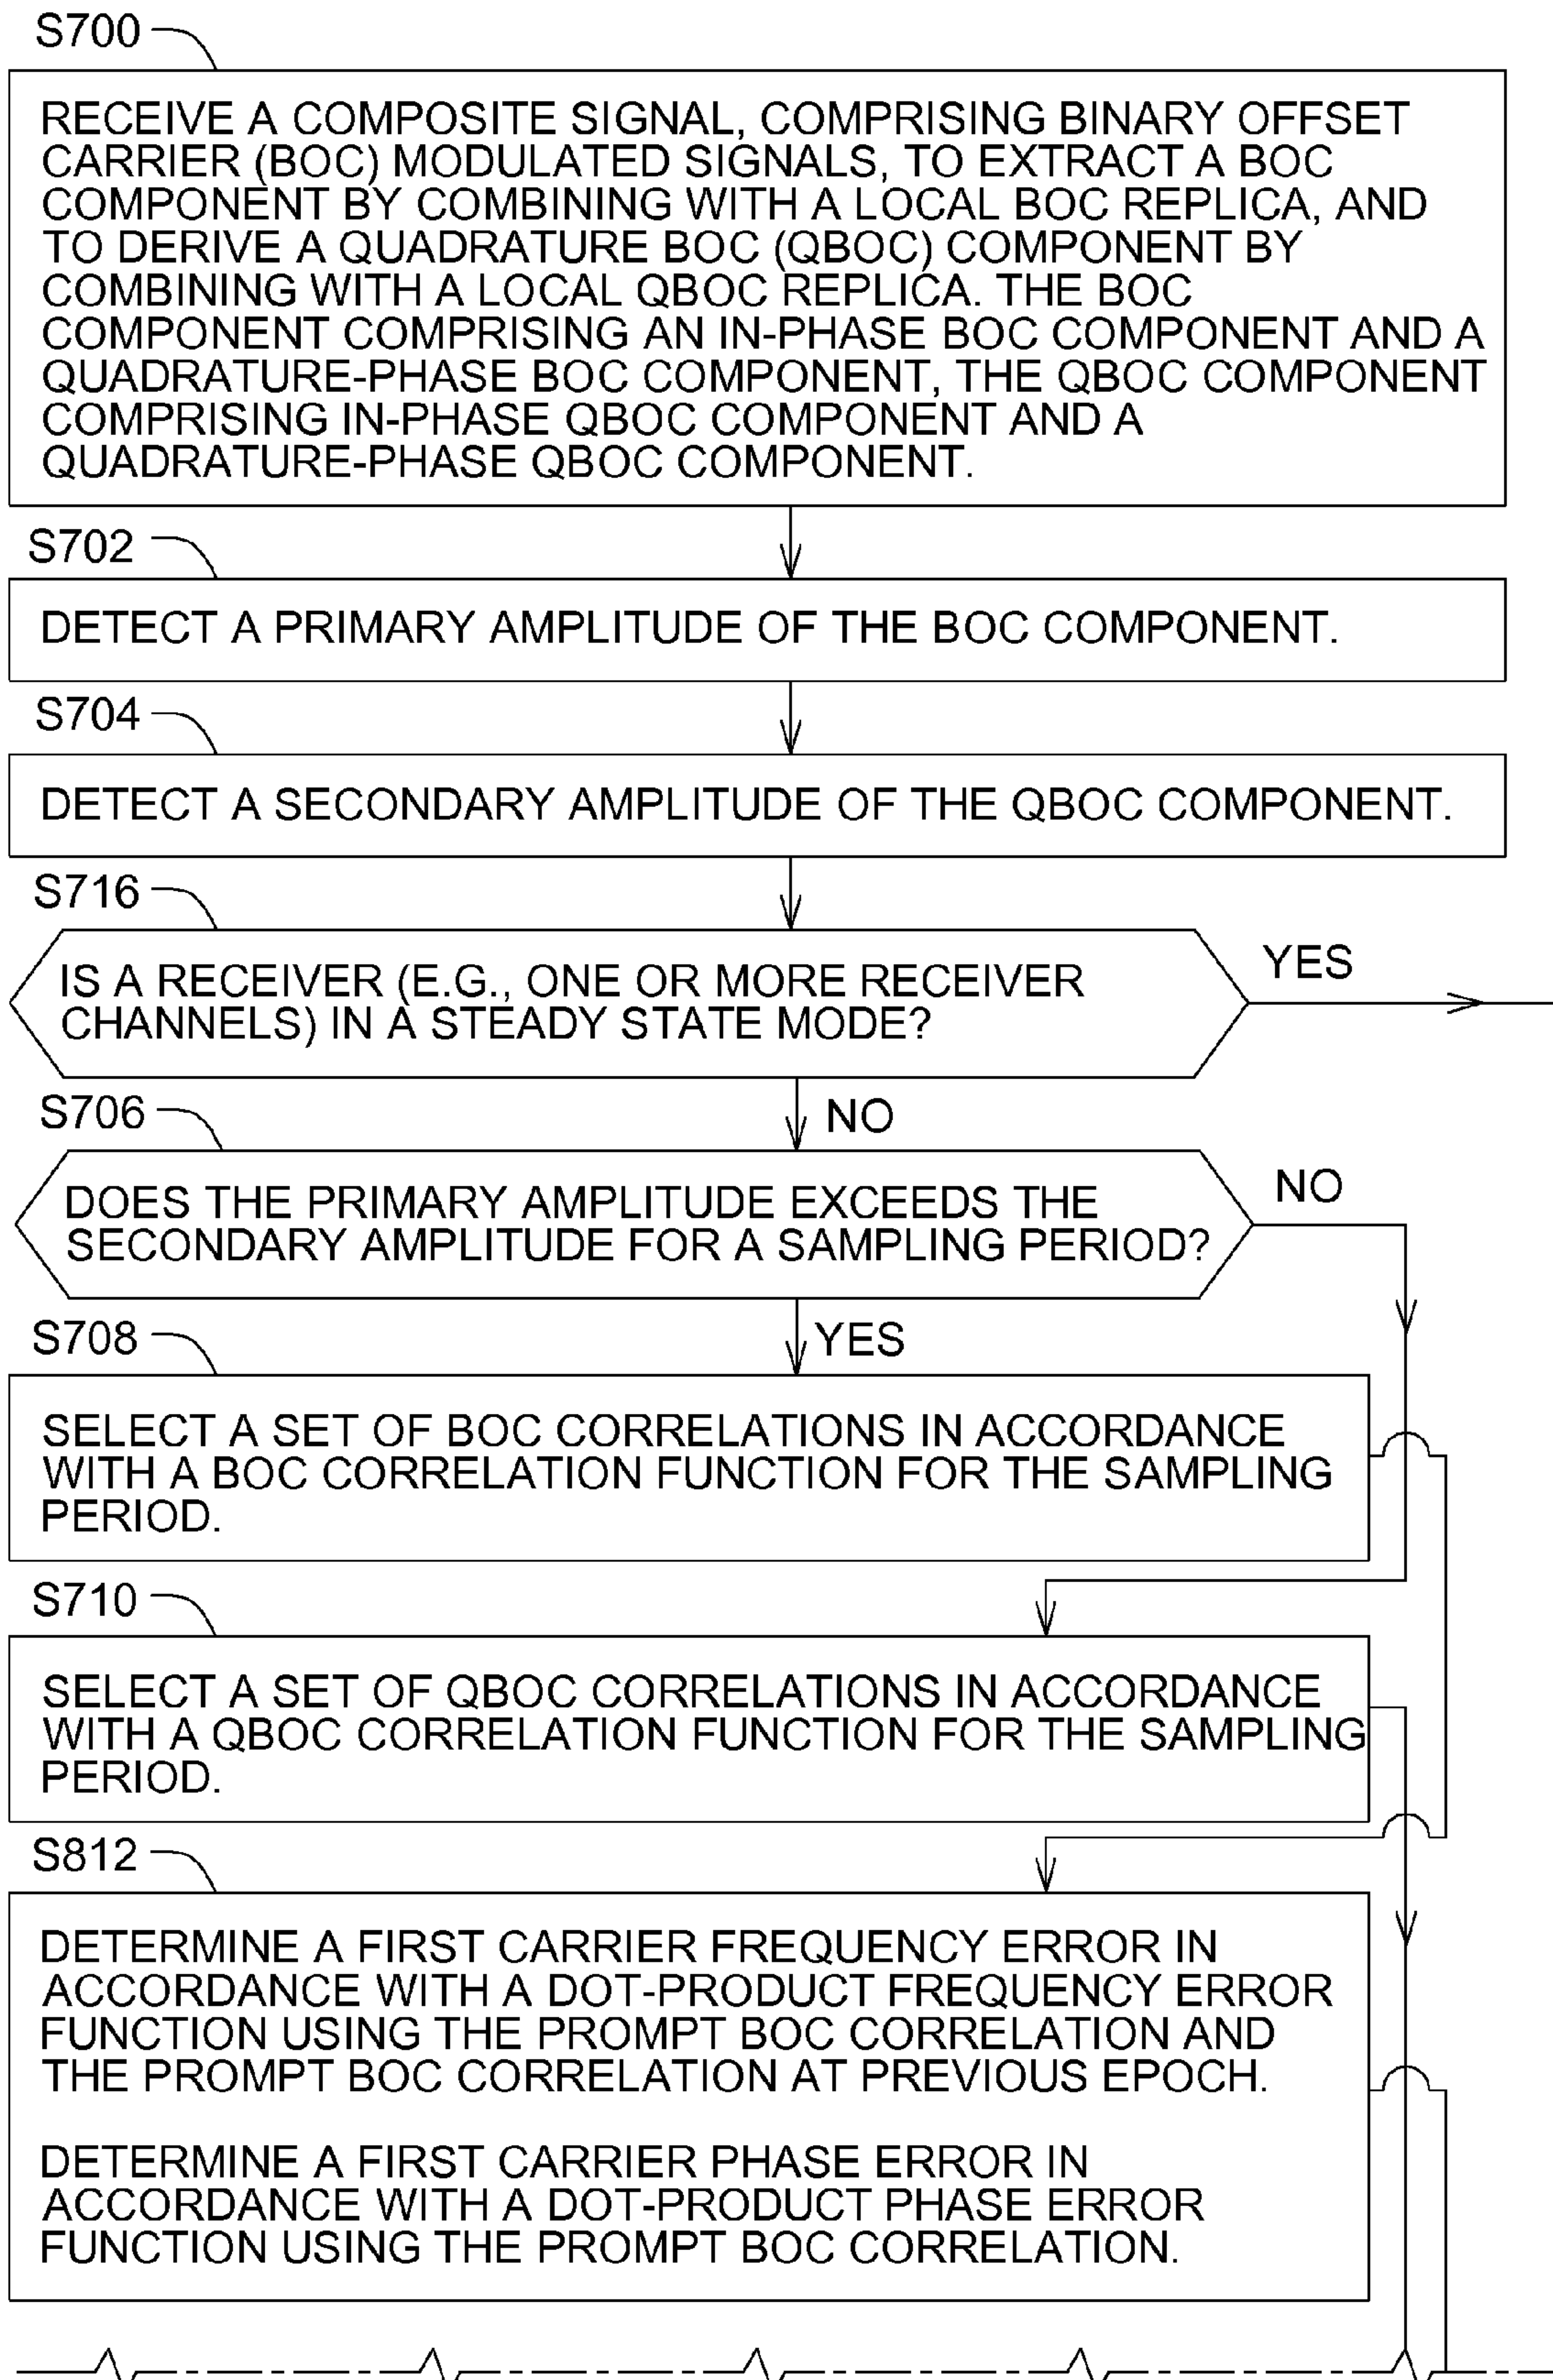 S700
RECEIVE A COMPOSITE SIGNAL, COMPRISING BINARY OFFSET
CARRIER (BOC) MODULATED SIGNALS, TO EXTRACT A BOC
COMPONENT BY COMBINING WITH A LOCAL BOC REPLICA, AND
TO DERIVE A QUADRATURE BOC (QBOC) COMPONENT BY
COMBINING WITH A LOCAL QBOC REPLICA. THE BOC
COMPONENT COMPRISING AN IN-PHASE BOC COMPONENT AND A
QUADRATURE-PHASE BOC COMPONENT, THE QBOC COMPONENT
COMPRISING IN-PHASE QBOC COMPONENT AND A
QUADRATURE-PHASE QBOC COMPONENT.
S702
DETECT A PRIMARY AMPLITUDE OF THE BOC COMPONENT.
S704
DETECT A SECONDARY AMPLITUDE OF THE QBOC COMPONENT.
S716
IS A RECEIVER (E.G., ONE OR MORE RECEIVER
CHANNELS) IN A STEADY STATE MODE?
YES
NO
S706
DOES THE PRIMARY AMPLITUDE EXCEEDS THE
SECONDARY AMPLITUDE FOR A SAMPLING PERIOD?
NO
YES
S708
SELECT A SET OF BOC CORRELATIONS IN ACCORDANCE
WITH A BOC CORRELATION FUNCTION FOR THE SAMPLING
PERIOD.
S710
SELECT A SET OF QBOC CORRELATIONS IN ACCORDANCE
WITH A QBOC CORRELATION FUNCTION FOR THE SAMPLING
PERIOD.
S812
DETERMINE A FIRST CARRIER FREQUENCY ERROR IN
ACCORDANCE WITH A DOT-PRODUCT FREQUENCY ERROR
FUNCTION USING THE PROMPT BOC CORRELATION AND
THE PROMPT BOC CORRELATION AT PREVIOUS EPOCH.
DETERMINE A FIRST CARRIER PHASE ERROR IN
ACCORDANCE WITH A DOT-PRODUCT PHASE ERROR
FUNCTION USING THE PROMPT BOC CORRELATION.